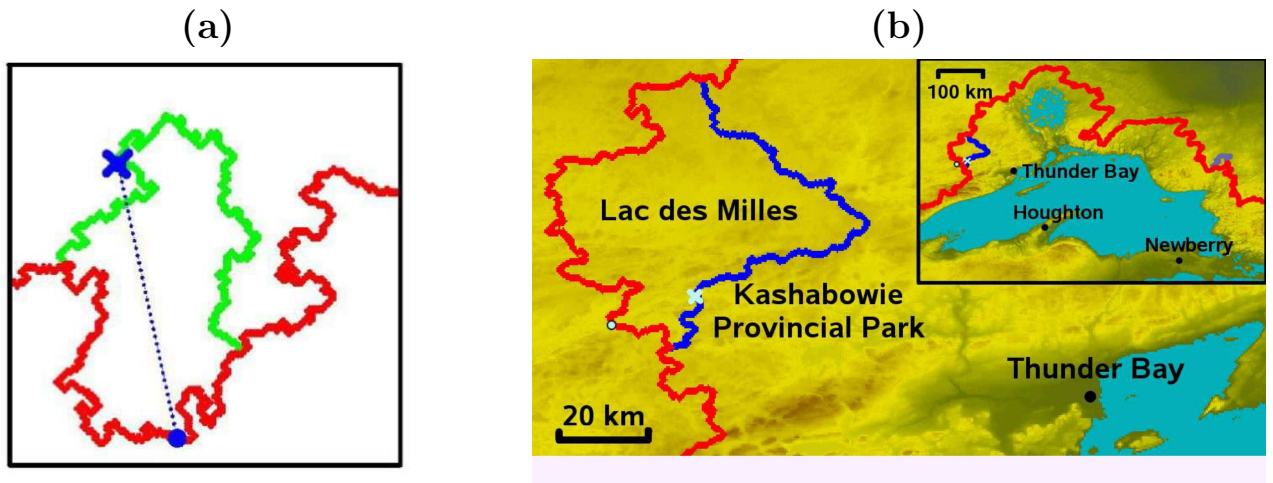 (a)
(b)
100 km
Thunder Bay
Houghton
Newberry
Lac des Milles
Kashabowie
Provincial Park
Thunder Bay
20 km